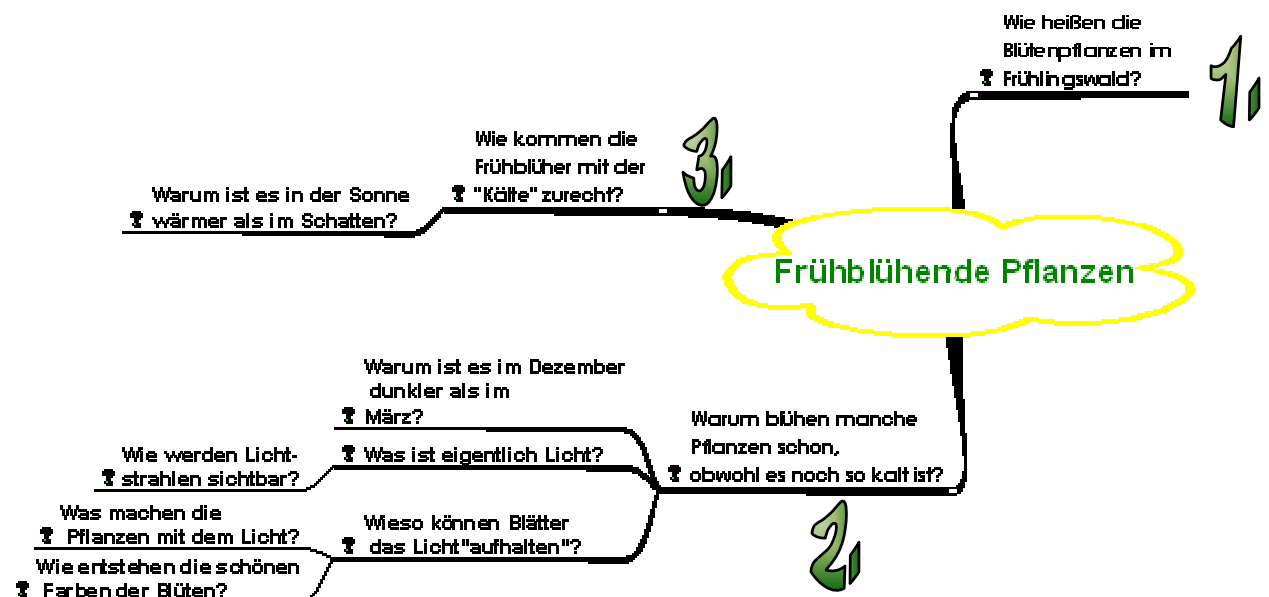 Wie heißen die
Blütenpflanzen im
Frühlingswald?
1,
Wie kommen die
Frühblüher mit der
"Kälte" zurecht?
3,
Warum ist es in der Sonne
wärmer als im Schatten?
Frühblühende Pflanzen
Warum ist es im Dezember
dunkler als im
März?
Warum blühen manche
Pflanzen schon,
obwohl es noch so kalt ist?
2,
Was ist eigentlich Licht?
Wie werden Licht-
strahlen sichtbar?
Wieso können Blätter
das Licht"aufhalten"?
Was machen die
Pflanzen mit dem Licht?
Wie entstehen die schönen
Farben der Blüten?